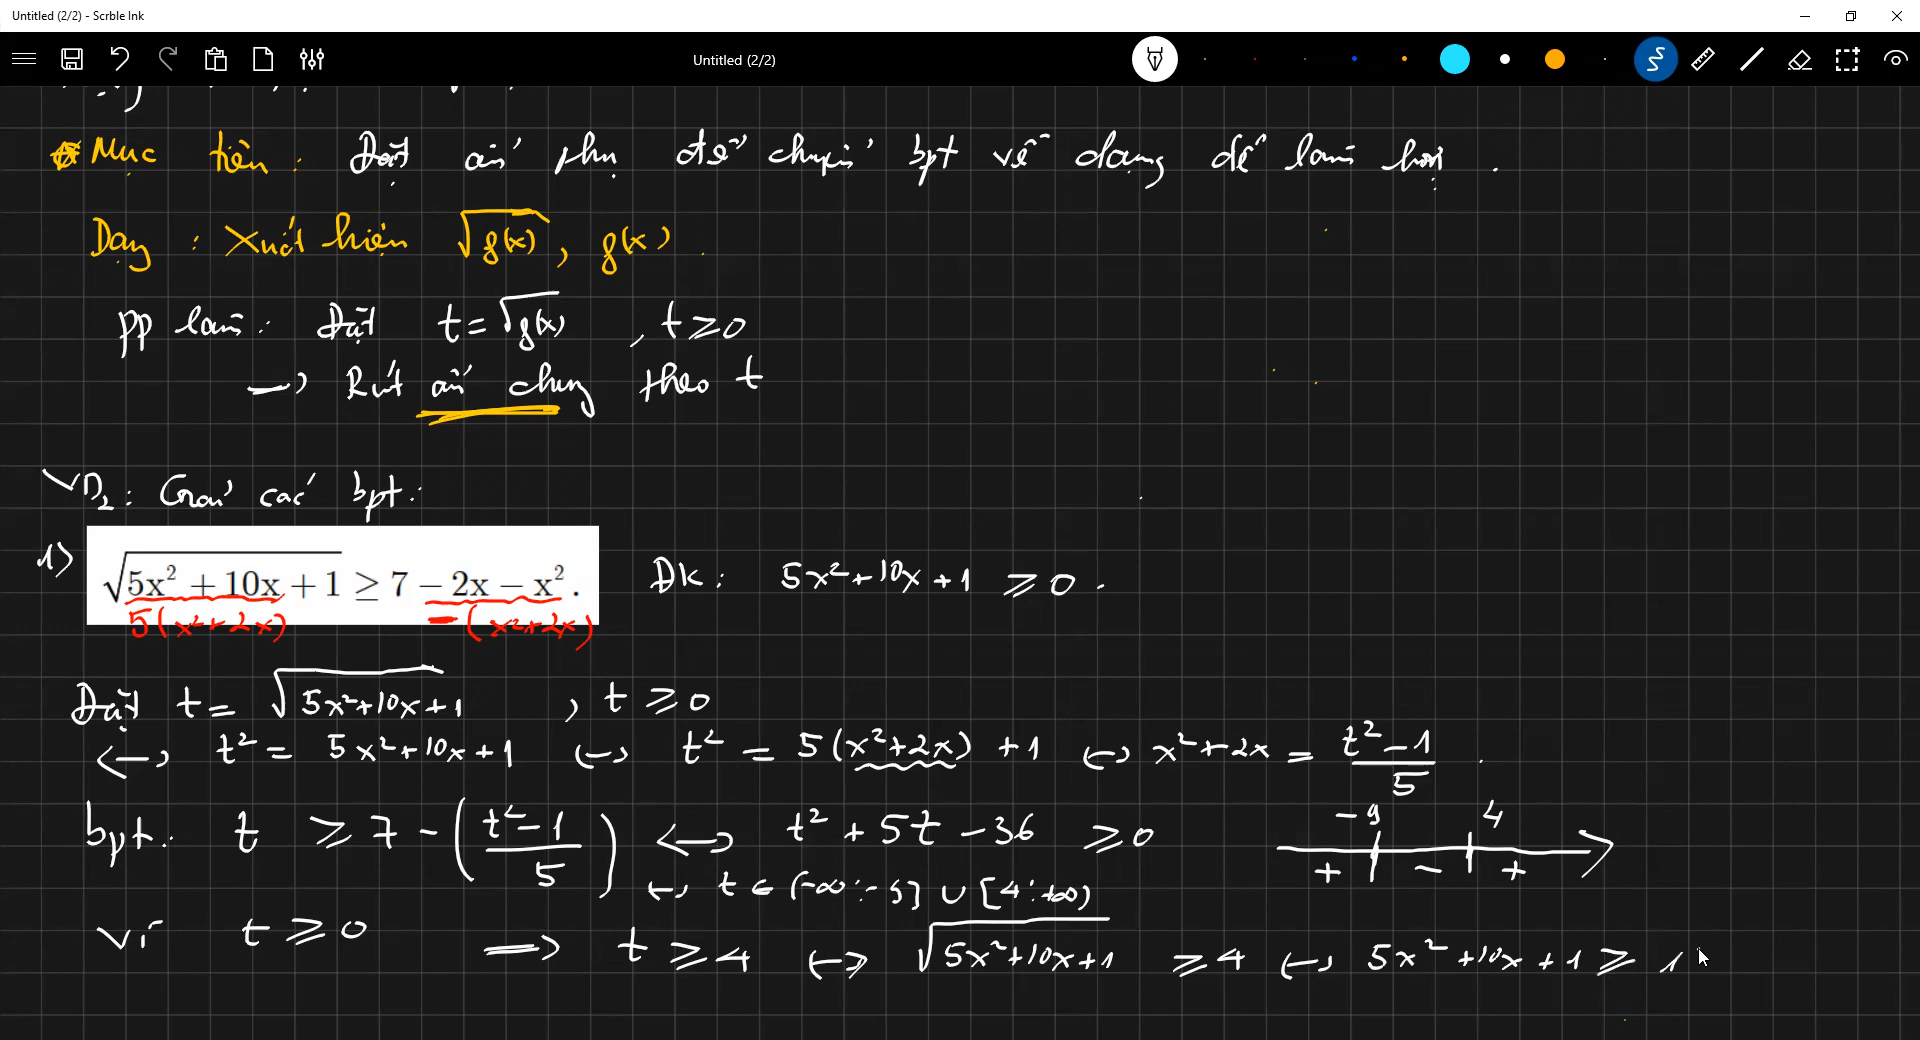 Untitled (2/2) - Scrble Ink
Untitled (2/2)
Mục tiêu: Đặt ẩn phụ để chuyển bpt về dạng dễ làm hơn.
Dạng: Xuất hiện √g(x), g(x).
pp làm: Đặt t = √g(x), t ≥ 0
→ Rút ẩn chung theo t
VD₂: Giải các bpt:
1) √(5x² + 10x + 1) ≥ 7 − 2x − x². ĐK: 5x² + 10x + 1 ≥ 0.
5(x² + 2x) −(x² + 2x)
Đặt t = √(5x² + 10x + 1), t ≥ 0
↔ t² = 5x² + 10x + 1 ↔ t² = 5(x² + 2x) + 1 ↔ x² + 2x = (t² − 1)/5.
bpt: t ≥ 7 − ((t² − 1)/5) ↔ t² + 5t − 36 ≥ 0
−9 4
+ − +
↔ t ∈ (−∞; −9] ∪ [4; +∞)
Vì t ≥ 0 ⟹ t ≥ 4 ↔ √(5x² + 10x + 1) ≥ 4 ↔ 5x² + 10x + 1 ≥ 1